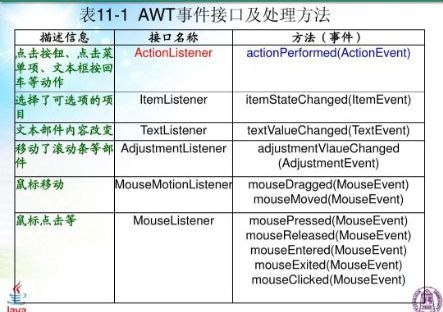 表11-1 AWT事件接口及处理方法
描述信息 接口名称 方法（事件）
点击按钮、点击菜单项、文本框按回车等动作 ActionListener actionPerformed(ActionEvent)
选择了可选项的项目 ItemListener itemStateChanged(ItemEvent)
文本部件内容改变 TextListener textValueChanged(TextEvent)
移动了滚动条等部件 AdjustmentListener adjustmentVlaueChanged
(AdjustmentEvent)
鼠标移动 MouseMotionListener mouseDragged(MouseEvent)
mouseMoved(MouseEvent)
鼠标点击等 MouseListener mousePressed(MouseEvent)
mouseReleased(MouseEvent)
mouseEntered(MouseEvent)
mouseExited(MouseEvent)
mouseClicked(MouseEvent)
Java